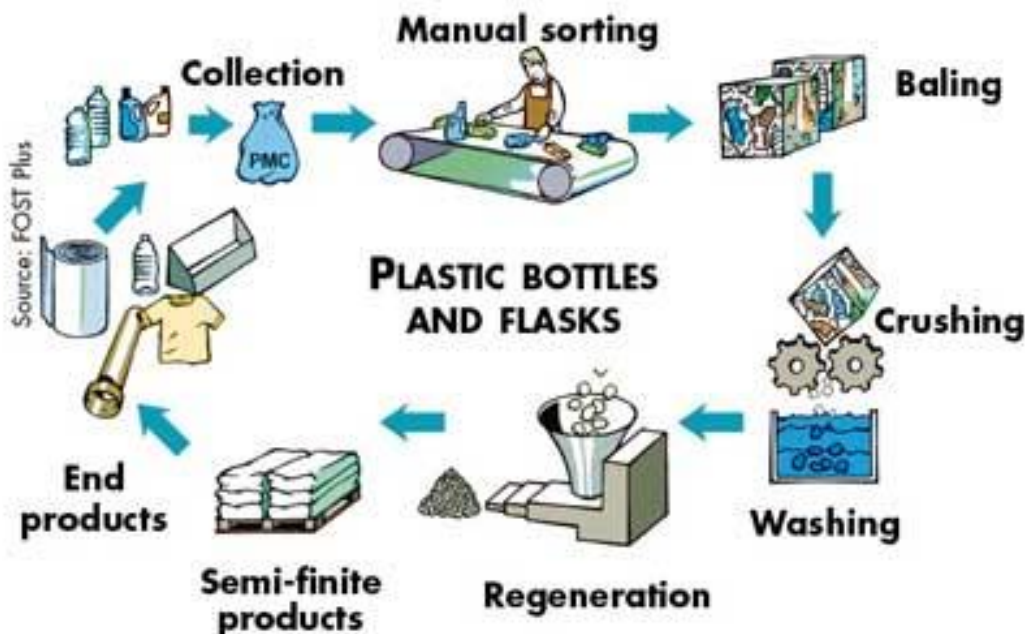 Manual sorting
Collection
Baling
PMC
Source: FOST Plus
PLASTIC BOTTLES
AND FLASKS
Crushing
End
products
Washing
Semi-finite
products
Regeneration